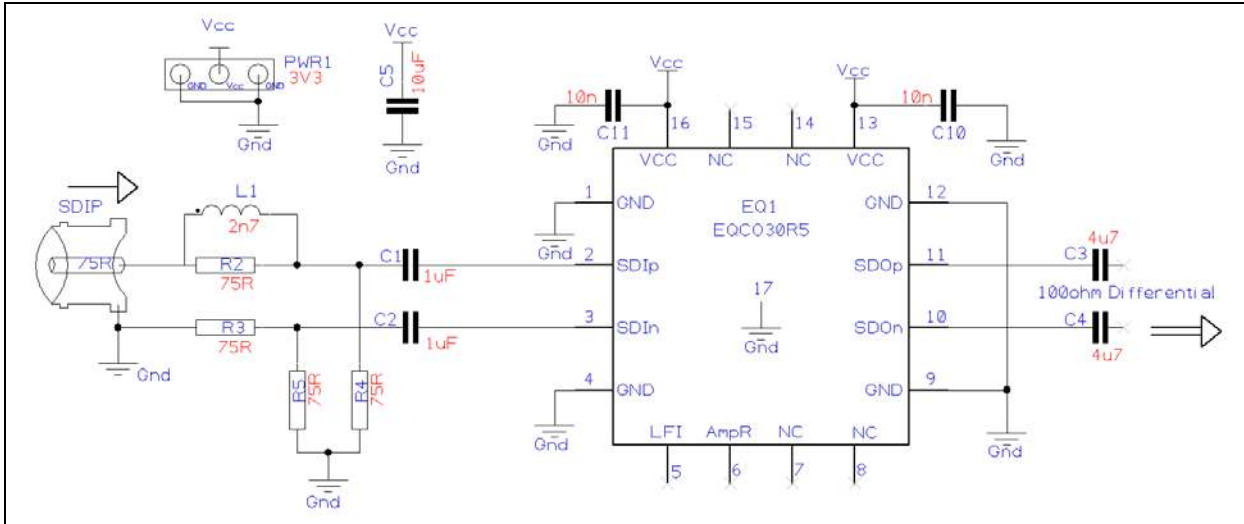 Vcc
PWR1
3V3
GND
Vcc
GND
Gnd
Vcc
C5
10uF
Gnd
Vcc
10n
C11
Gnd
16
15
14
13
Vcc
10n
C10
Gnd
VCC
NC
NC
VCC
1
GND
Gnd
12
GND
EQ1
EQCO30R5
SDIP
75R
L1
2n7
R2
75R
C1
1uF
2
SDIp
11
SDOp
C3
4u7
100ohm Differential
17
Gnd
R3
75R
C2
1uF
3
SDIn
10
SDOn
C4
4u7
Gnd
R5
75R
R4
75R
Gnd
4
GND
Gnd
9
GND
Gnd
LFI
AmpR
NC
NC
5
6
7
8